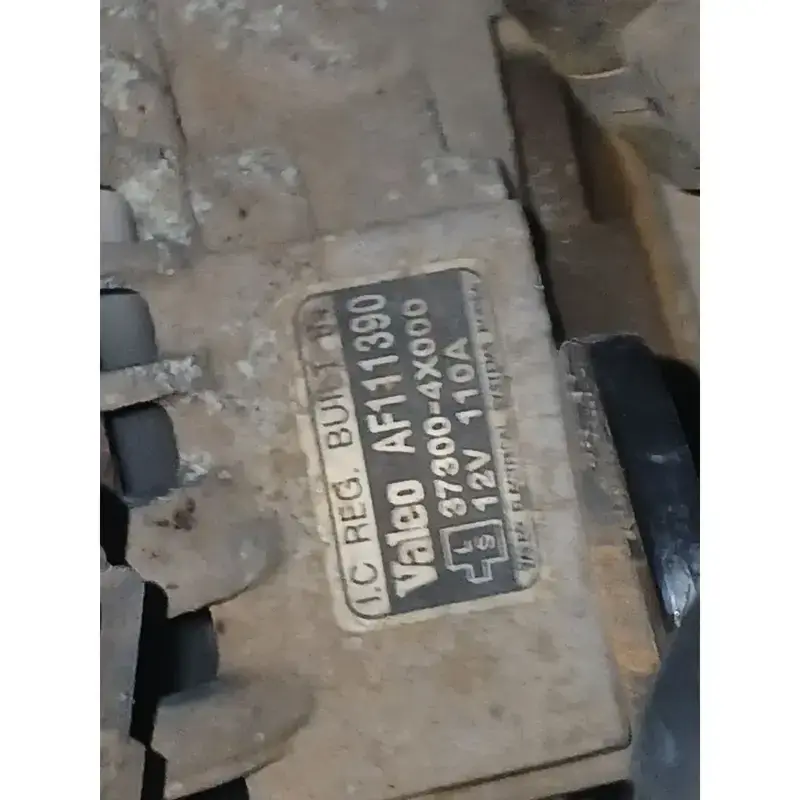 I.C REG. BUILT IN
Valeo AF111390
37300-4X000
L S 12V 110A